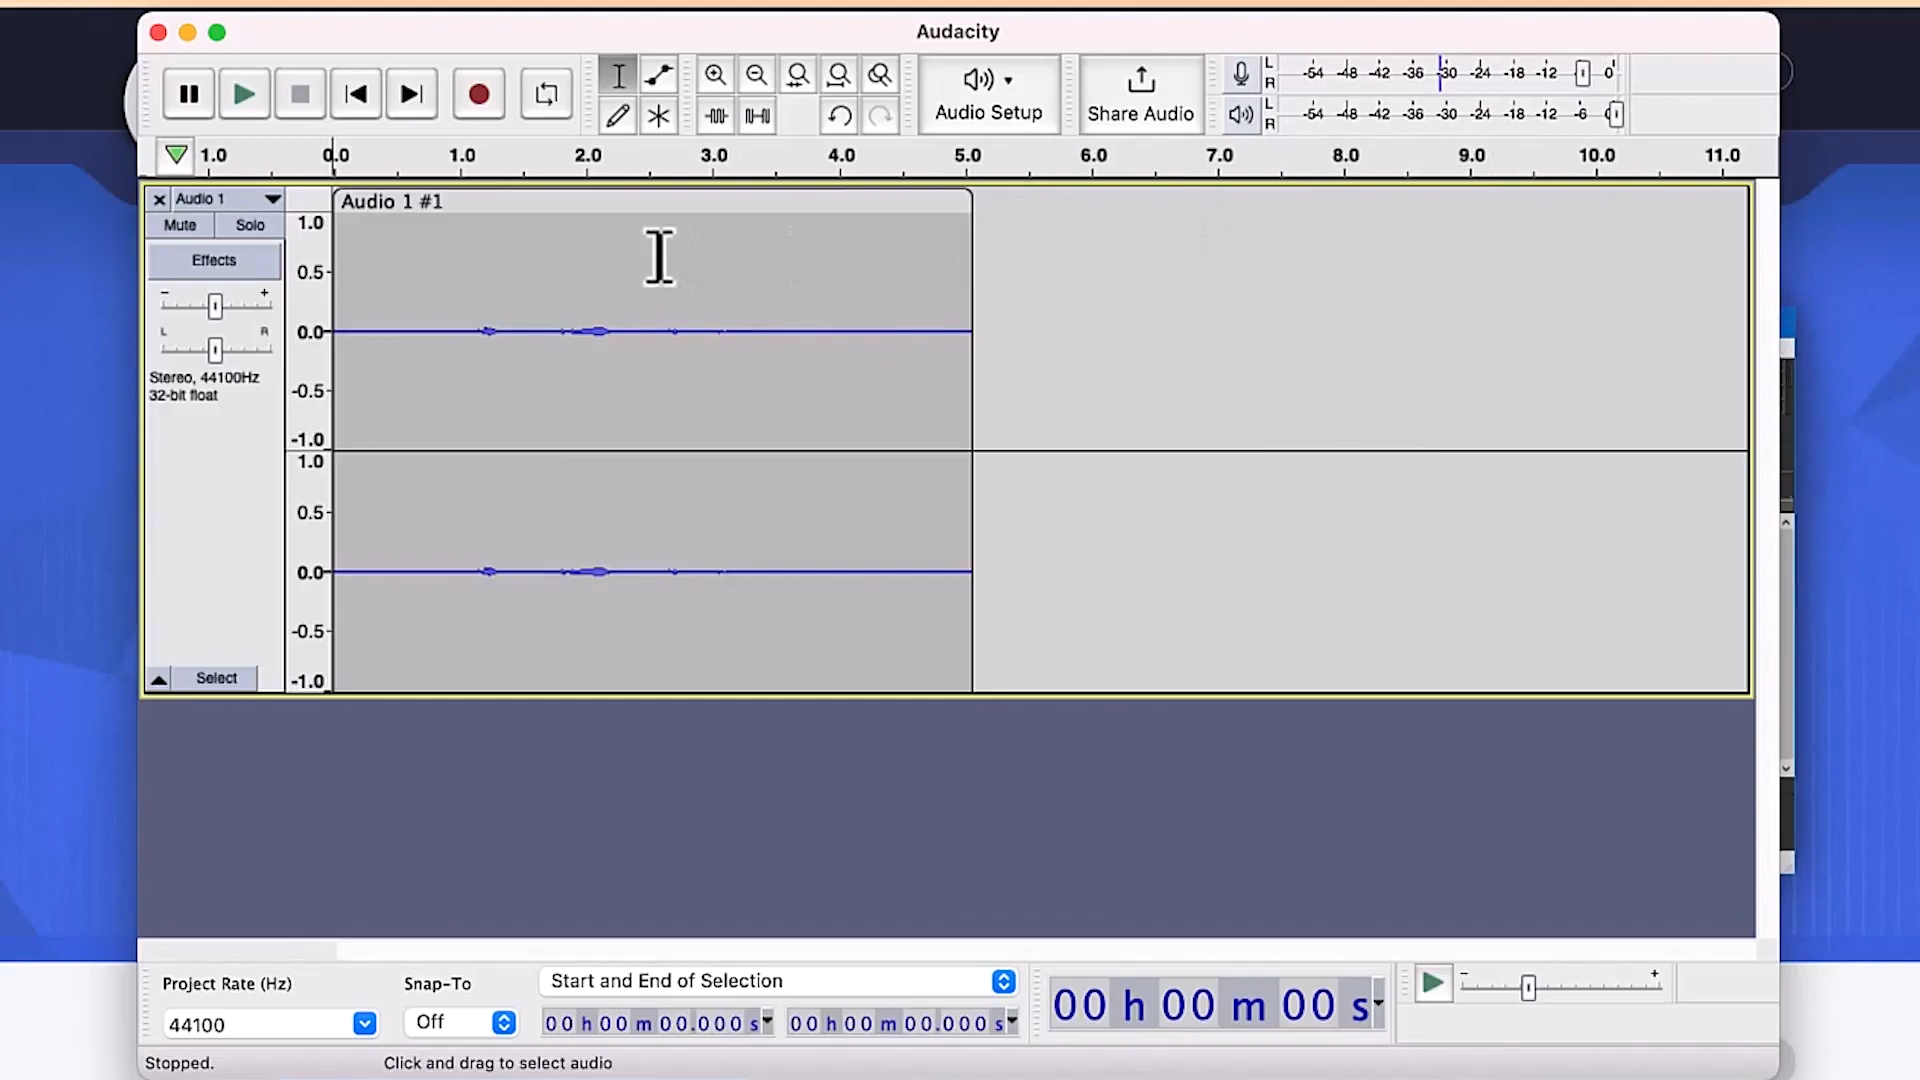 Audacity
Audio Setup
Share Audio
L
R
-54 -48 -42 -36 -30 -24 -18 -12 0
L
R
-54 -48 -42 -36 -30 -24 -18 -12 -6 0
1.0 0.0 1.0 2.0 3.0 4.0 5.0 6.0 7.0 8.0 9.0 10.0 11.0
Audio 1
Audio 1 #1
Mute Solo
Effects
- +
L R
Stereo, 44100Hz
32-bit float
Select
1.0
0.5
0.0
-0.5
-1.0
1.0
0.5
0.0
-0.5
-1.0
Project Rate (Hz)
44100
Snap-To
Off
Start and End of Selection
00 h 00 m 00.000 s
00 h 00 m 00.000 s
00 h 00 m 00 s
- +
Stopped.
Click and drag to select audio